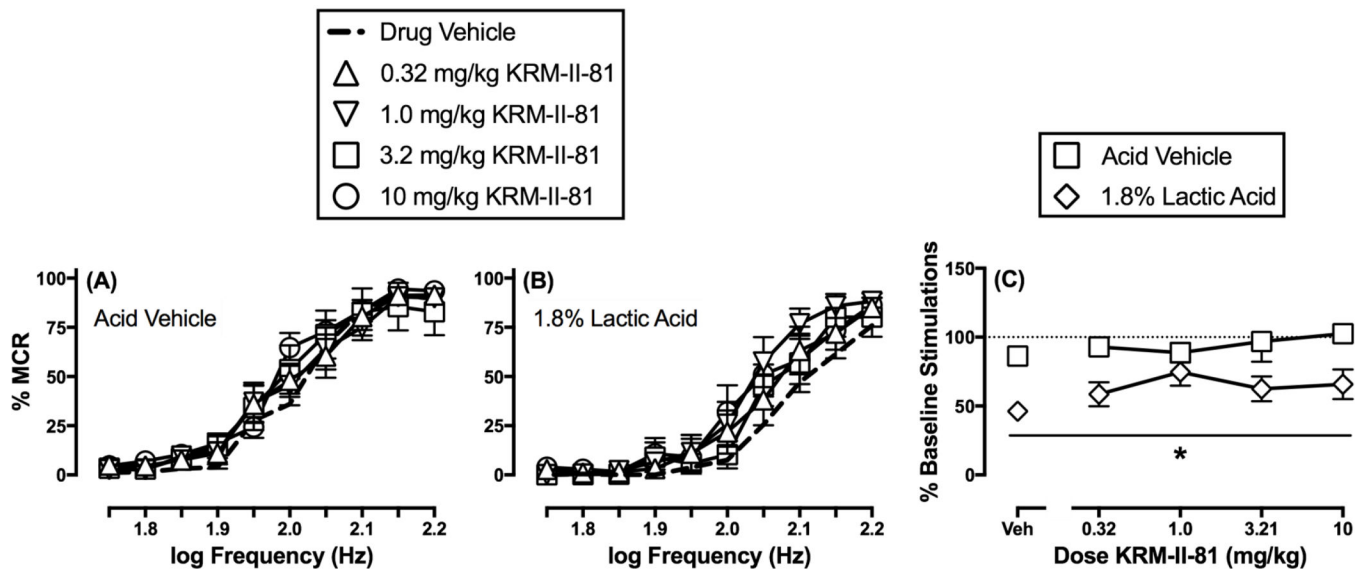 Drug Vehicle
0.32 mg/kg KRM-II-81
1.0 mg/kg KRM-II-81
3.2 mg/kg KRM-II-81
10 mg/kg KRM-II-81
Acid Vehicle
1.8% Lactic Acid
(A)
Acid Vehicle
% MCR
100
75
50
25
0
1.8 1.9 2.0 2.1 2.2
log Frequency (Hz)
(B)
1.8% Lactic Acid
100
75
50
25
0
1.8 1.9 2.0 2.1 2.2
log Frequency (Hz)
(C)
% Baseline Stimulations
150
100
50
0
*
Veh 0.32 1.0 3.21 10
Dose KRM-II-81 (mg/kg)